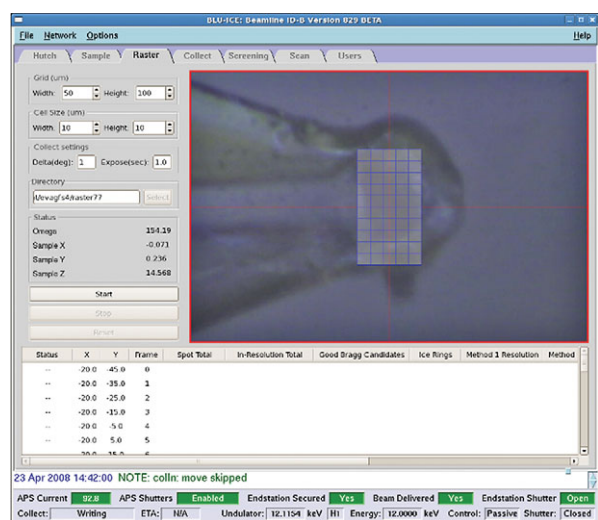 BLU-ICE: Beamline ID-B Version 829 BETA
File Network Options Help
Hutch Sample Raster Collect Screening Scan Users
Grid (um)
Width: 50 Height: 100
Cell Size (um)
Width: 10 Height: 10
Collect settings
Delta(deg): 1 Expose(sec): 1.0
Directory
Select
Status
Omega 154.19
Sample X -0.071
Sample Y 0.236
Sample Z 14.568
Start
Stop
Reset
Status X Y Frame Spot Total In-Resolution Total Good Bragg Candidates Ice Rings Method 1 Resolution Method
-- -20.0 -45.0 0
-- -20.0 -35.0 1
-- -20.0 -25.0 2
-- -20.0 -15.0 3
-- -20.0 -5.0 4
-- -20.0 5.0 5
-20.0 15.0 6
23 Apr 2008 14:42:00 NOTE: colln: move skipped
APS Current 92.8 APS Shutters Enabled Endstation Secured Yes Beam Delivered Yes Endstation Shutter Open
Collect: Writing ETA: N/A Undulator: 12.1154 keV Hi Energy: 12.0000 keV Control: Passive Shutter: Closed